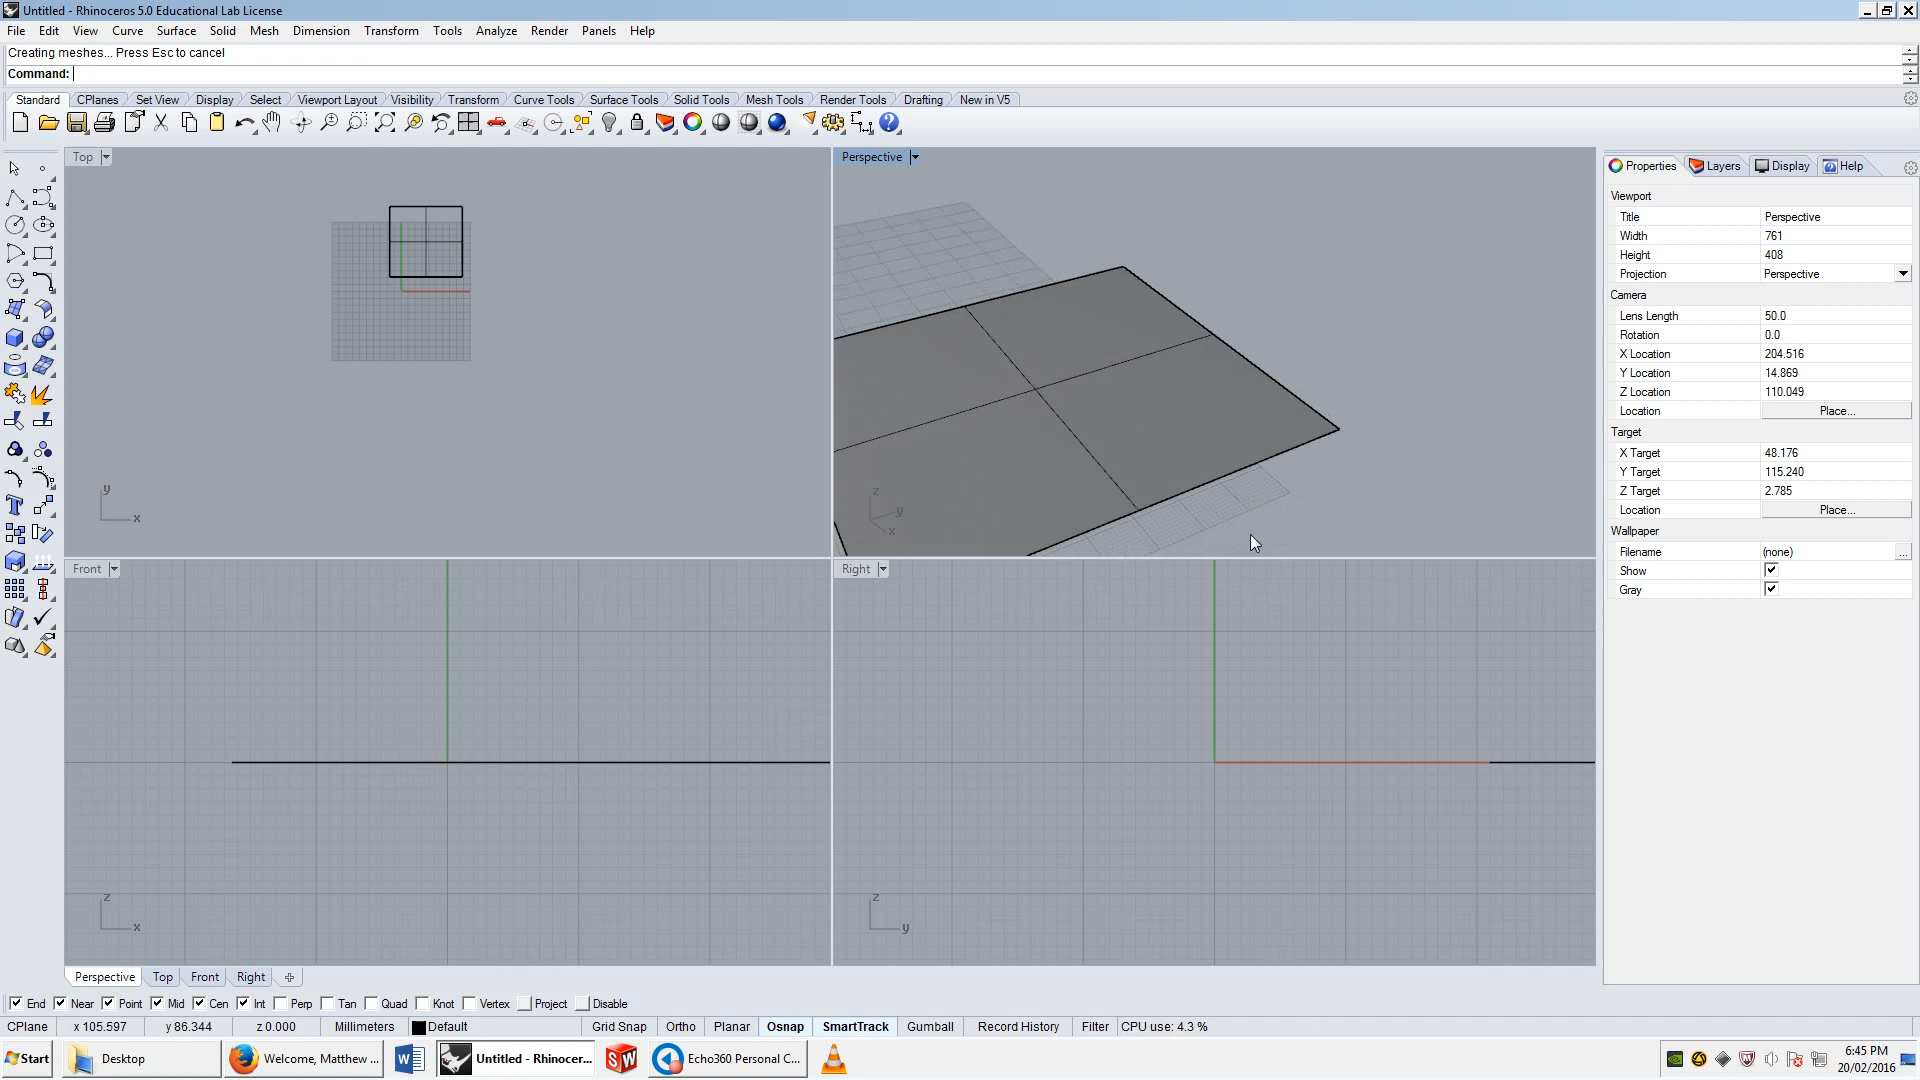 Untitled - Rhinoceros 5.0 Educational Lab License
File Edit View Curve Surface Solid Mesh Dimension Transform Tools Analyze Render Panels Help
Creating meshes... Press Esc to cancel
Command:
Standard CPlanes Set View Display Select Viewport Layout Visibility Transform Curve Tools Surface Tools Solid Tools Mesh Tools Render Tools Drafting New in V5
Top
y
x
Perspective
z
y
x
Front
z
x
Right
z
y
Properties Layers Display Help
Viewport
Title Perspective
Width 761
Height 408
Projection Perspective
Camera
Lens Length 50.0
Rotation 0.0
X Location 204.516
Y Location 14.869
Z Location 110.049
Location Place...
Target
X Target 48.176
Y Target 115.240
Z Target 2.785
Location Place...
Wallpaper
Filename (none) ...
Show
Gray
Perspective Top Front Right
End Near Point Mid Cen Int Perp Tan Quad Knot Vertex Project Disable
CPlane x 105.597 y 86.344 z 0.000 Millimeters Default Grid Snap Ortho Planar Osnap SmartTrack Gumball Record History Filter CPU use: 4.3 %
Start Desktop Welcome, Matthew ... Untitled - Rhinocer... Echo360 Personal C...
6:45 PM
20/02/2016